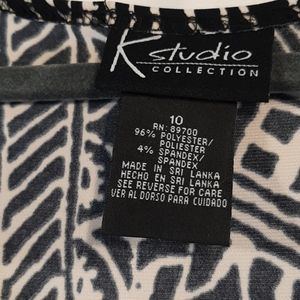 K studio
COLLECTION
10
RN: 89700
96% POLYESTER/
POLIESTER
4% SPANDEX/
SPANDEX
MADE IN SRI LANKA
HECHO EN SRI LANKA
SEE REVERSE FOR CARE
VER AL DORSO PARA CUIDADO